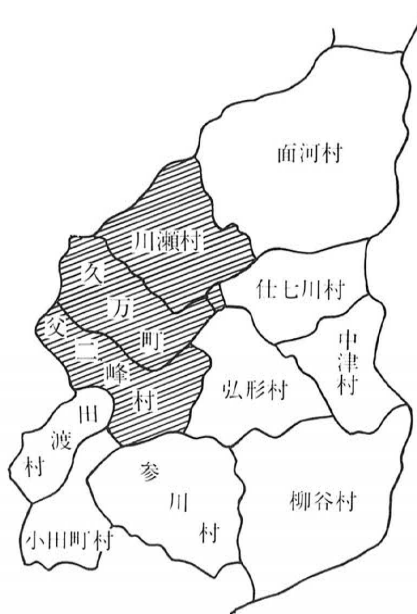 面河村
川瀬村
久万町
仕七川村
父二峰村
中津村
弘形村
田渡村
参川村
柳谷村
小田町村